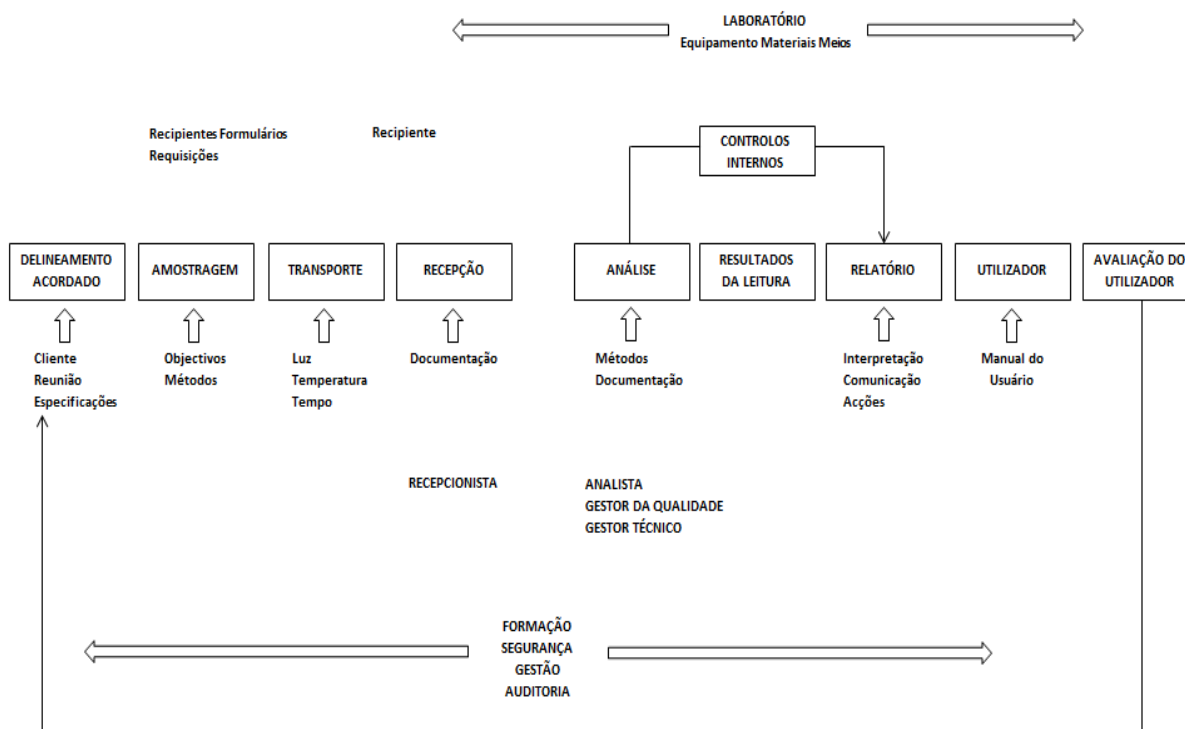 LABORATÓRIO
Equipamento Materiais Meios
Recipientes Formulários
Requisições
Recipiente
CONTROLOS
INTERNOS
DELINEAMENTO
ACORDADO
AMOSTRAGEM
TRANSPORTE
RECEPÇÃO
ANÁLISE
RESULTADOS
DA LEITURA
RELATÓRIO
UTILIZADOR
AVALIAÇÃO DO
UTILIZADOR
Cliente
Reunião
Especificações
Objectivos
Métodos
Luz
Temperatura
Tempo
Documentação
Métodos
Documentação
Interpretação
Comunicação
Acções
Manual do
Usuário
RECEPCIONISTA
ANALISTA
GESTOR DA QUALIDADE
GESTOR TÉCNICO
FORMAÇÃO
SEGURANÇA
GESTÃO
AUDITORIA